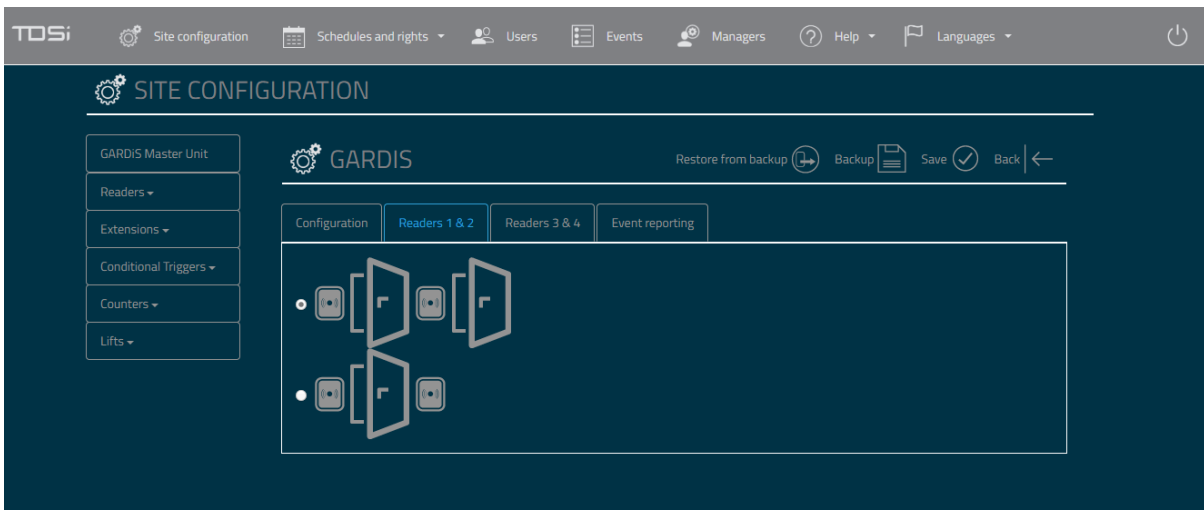 TDSi Site configuration Schedules and rights Users Events Managers Help Languages
SITE CONFIGURATION
GARDiS Master Unit
Readers
Extensions
Conditional Triggers
Counters
Lifts
GARDIS Restore from backup Backup Save Back
Configuration Readers 1 & 2 Readers 3 & 4 Event reporting